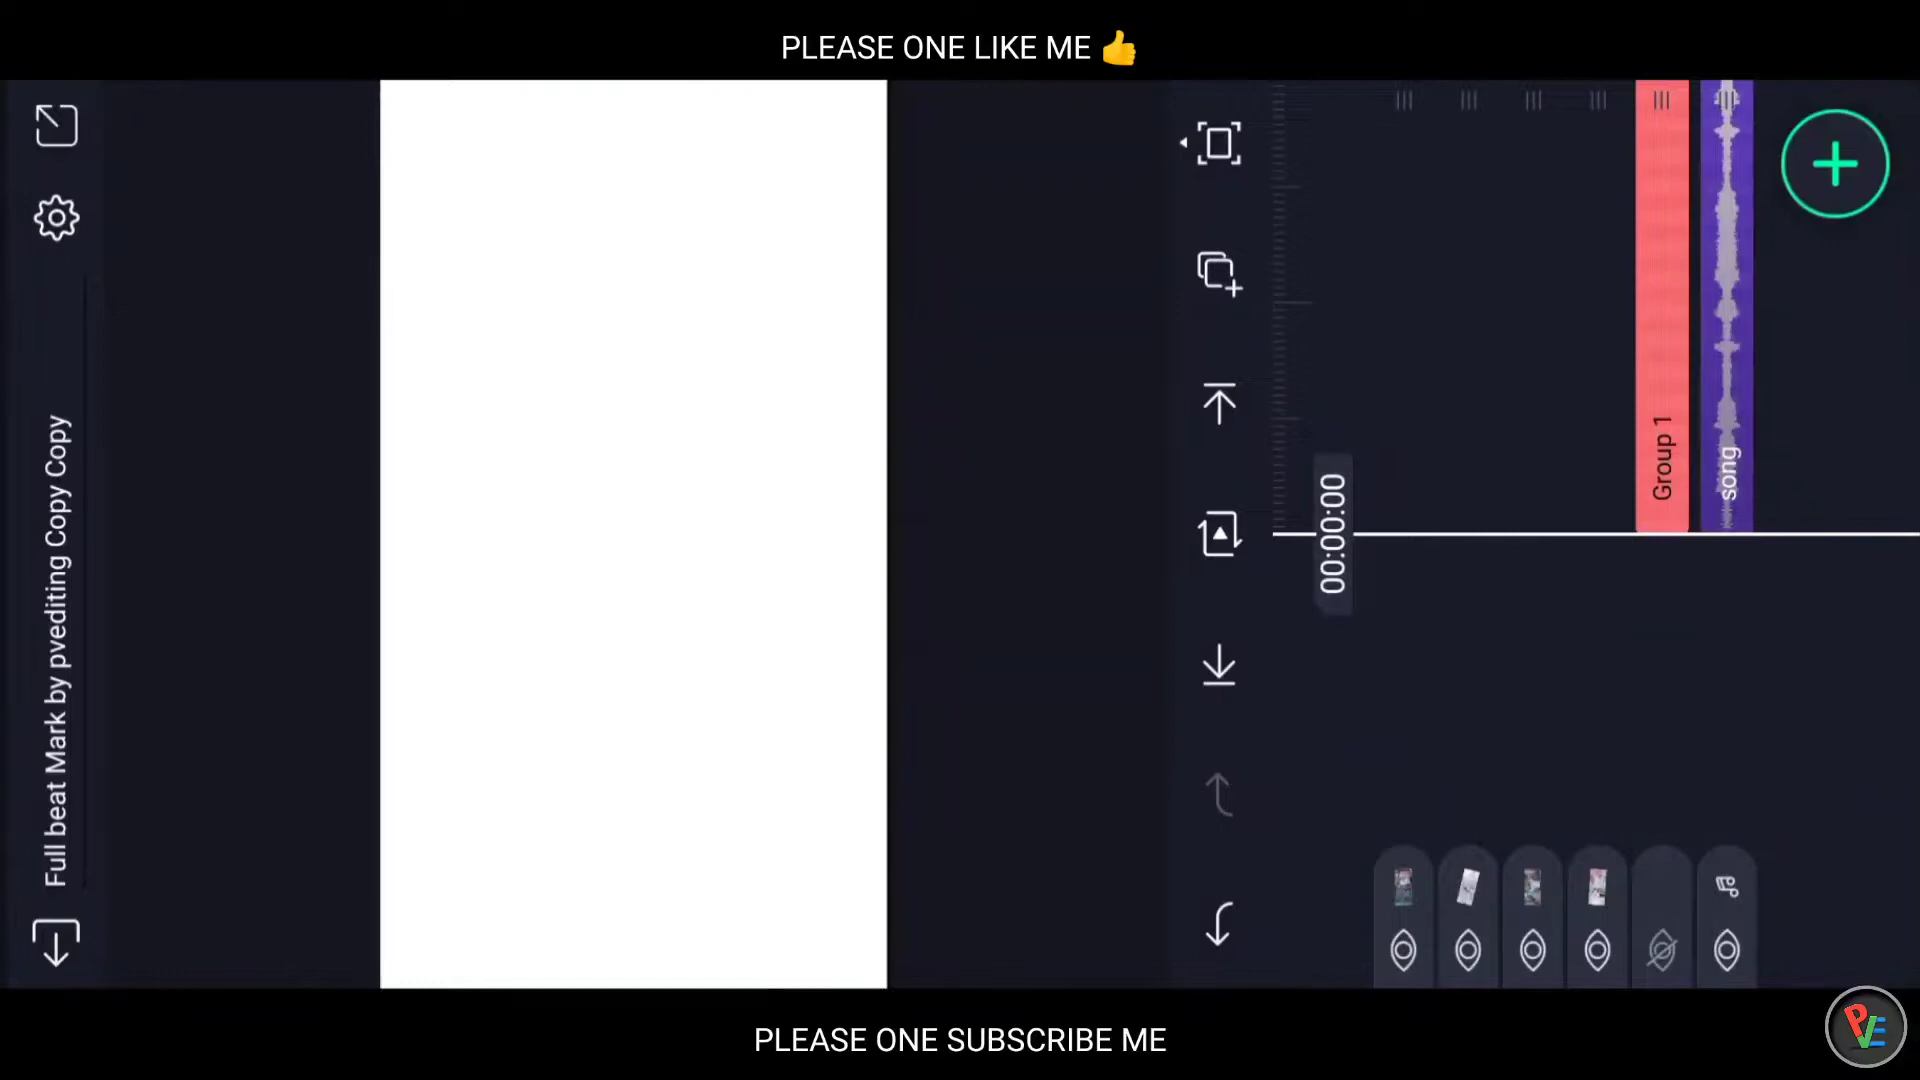 PLEASE ONE LIKE ME 👍
Full beat Mark by pvediting Copy Copy
00:00:00
Group 1
song
PLEASE ONE SUBSCRIBE ME
PVE